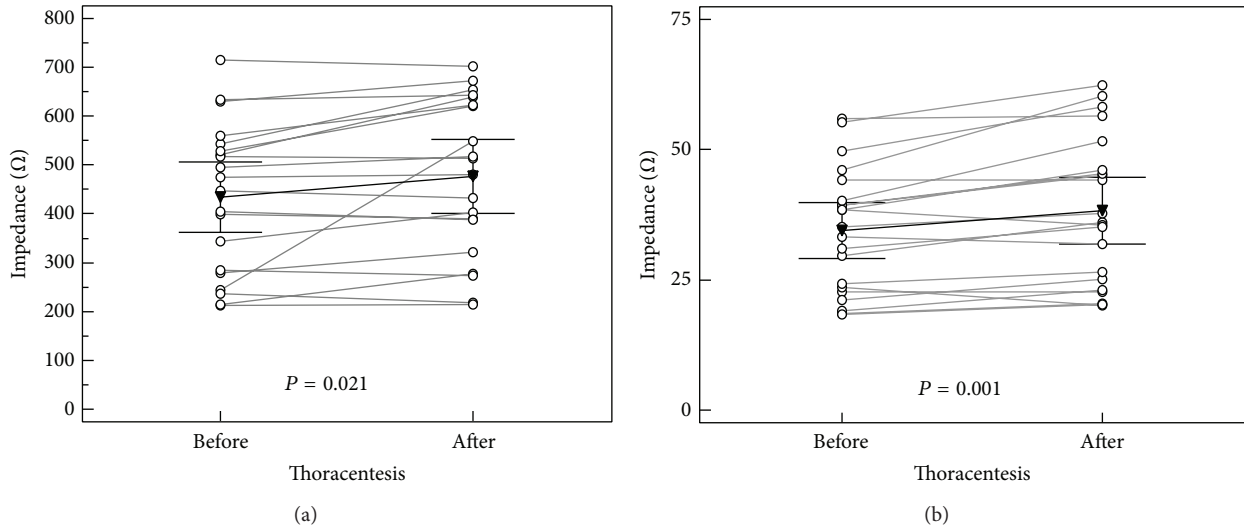 800
700
600
500
400
300
200
100
0
Impedance (Ω)
P = 0.021
Before
After
Thoracentesis
(a)
75
50
25
0
Impedance (Ω)
P = 0.001
Before
After
Thoracentesis
(b)